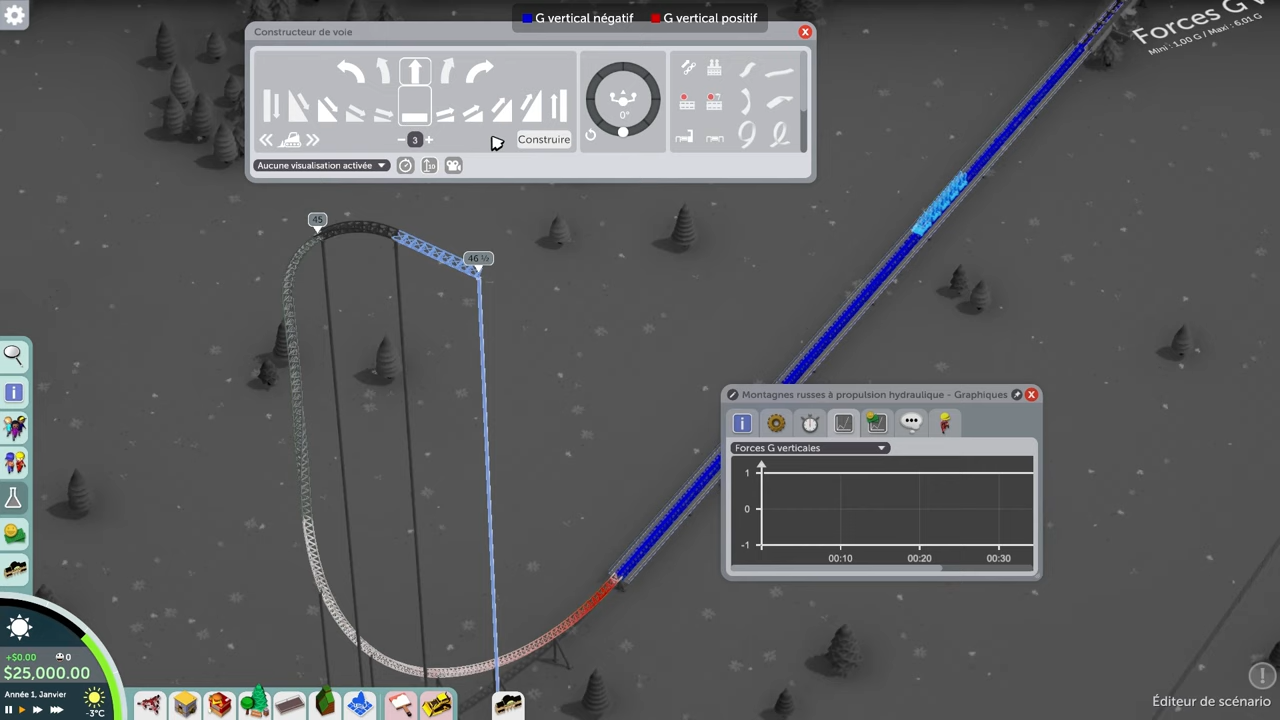 G vertical négatif
G vertical positif
Forces G v
Mini : 1.00 G / Maxi : 6.01 G
Constructeur de voie
0°
3
Construire
Aucune visualisation activée
45
46 ½
Montagnes russes à propulsion hydraulique - Graphiques
Forces G verticales
1
0
-1
00:10
00:20
00:30
+$0.00
0
$25,000.00
Année 1, Janvier
-3°C
Éditeur de scénario